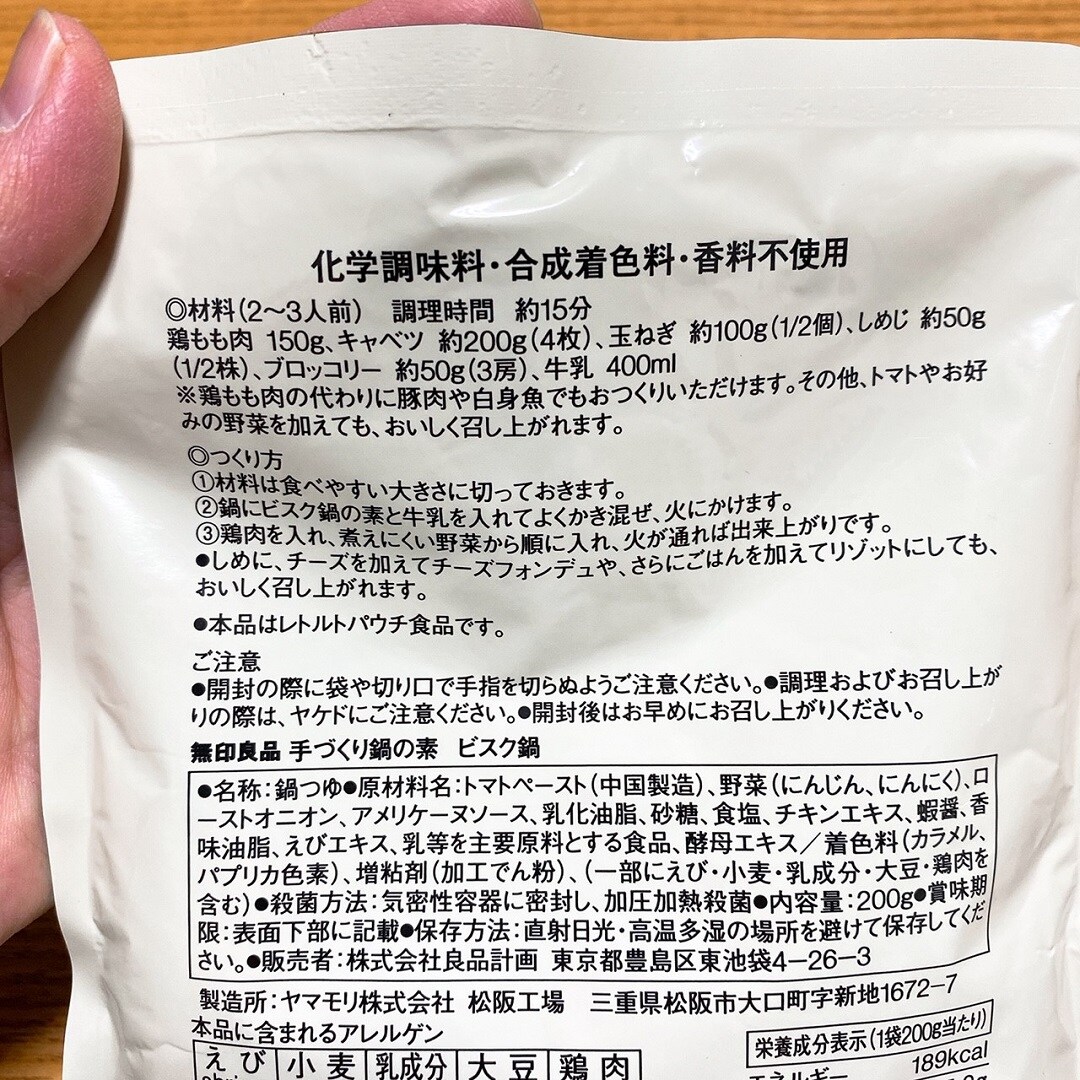 化学調味料・合成着色料・香料不使用
◎材料(2〜3人前) 調理時間 約15分
鶏もも肉 150g、キャベツ 約200g(4枚)、玉ねぎ 約100g(1/2個)、しめじ 約50g
(1/2株)、ブロッコリー 約50g(3房)、牛乳 400ml
※鶏もも肉の代わりに豚肉や白身魚でもおつくりいただけます。その他、トマトやお好
みの野菜を加えても、おいしく召し上がれます。
◎つくり方
①材料は食べやすい大きさに切っておきます。
②鍋にビスク鍋の素と牛乳を入れてよくかき混ぜ、火にかけます。
③鶏肉を入れ、煮えにくい野菜から順に入れ、火が通れば出来上がりです。
●しめに、チーズを加えてチーズフォンデュや、さらにごはんを加えてリゾットにしても、
おいしく召し上がれます。
●本品はレトルトパウチ食品です。
ご注意
●開封の際に袋や切り口で手指を切らぬようご注意ください。●調理およびお召し上が
りの際は、ヤケドにご注意ください。●開封後はお早めにお召し上がりください。
無印良品 手づくり鍋の素 ビスク鍋
●名称:鍋つゆ●原材料名:トマトペースト(中国製造)、野菜(にんじん、にんにく)、ロ
ーストオニオン、アメリケーヌソース、乳化油脂、砂糖、食塩、チキンエキス、蝦醤、香
味油脂、えびエキス、乳等を主要原料とする食品、酵母エキス／着色料(カラメル、
パプリカ色素)、増粘剤(加工でん粉)、(一部にえび・小麦・乳成分・大豆・鶏肉を
含む)●殺菌方法:気密性容器に密封し、加圧加熱殺菌●内容量:200g●賞味期
限:表面下部に記載●保存方法:直射日光・高温多湿の場所を避けて保存してくだ
さい。●販売者:株式会社良品計画 東京都豊島区東池袋4−26−3
製造所:ヤマモリ株式会社 松阪工場 三重県松阪市大口町字新地1672−7
本品に含まれるアレルゲン
えび 小麦 乳成分 大豆 鶏肉
栄養成分表示(1袋200g当たり)
エネルギー 189kcal